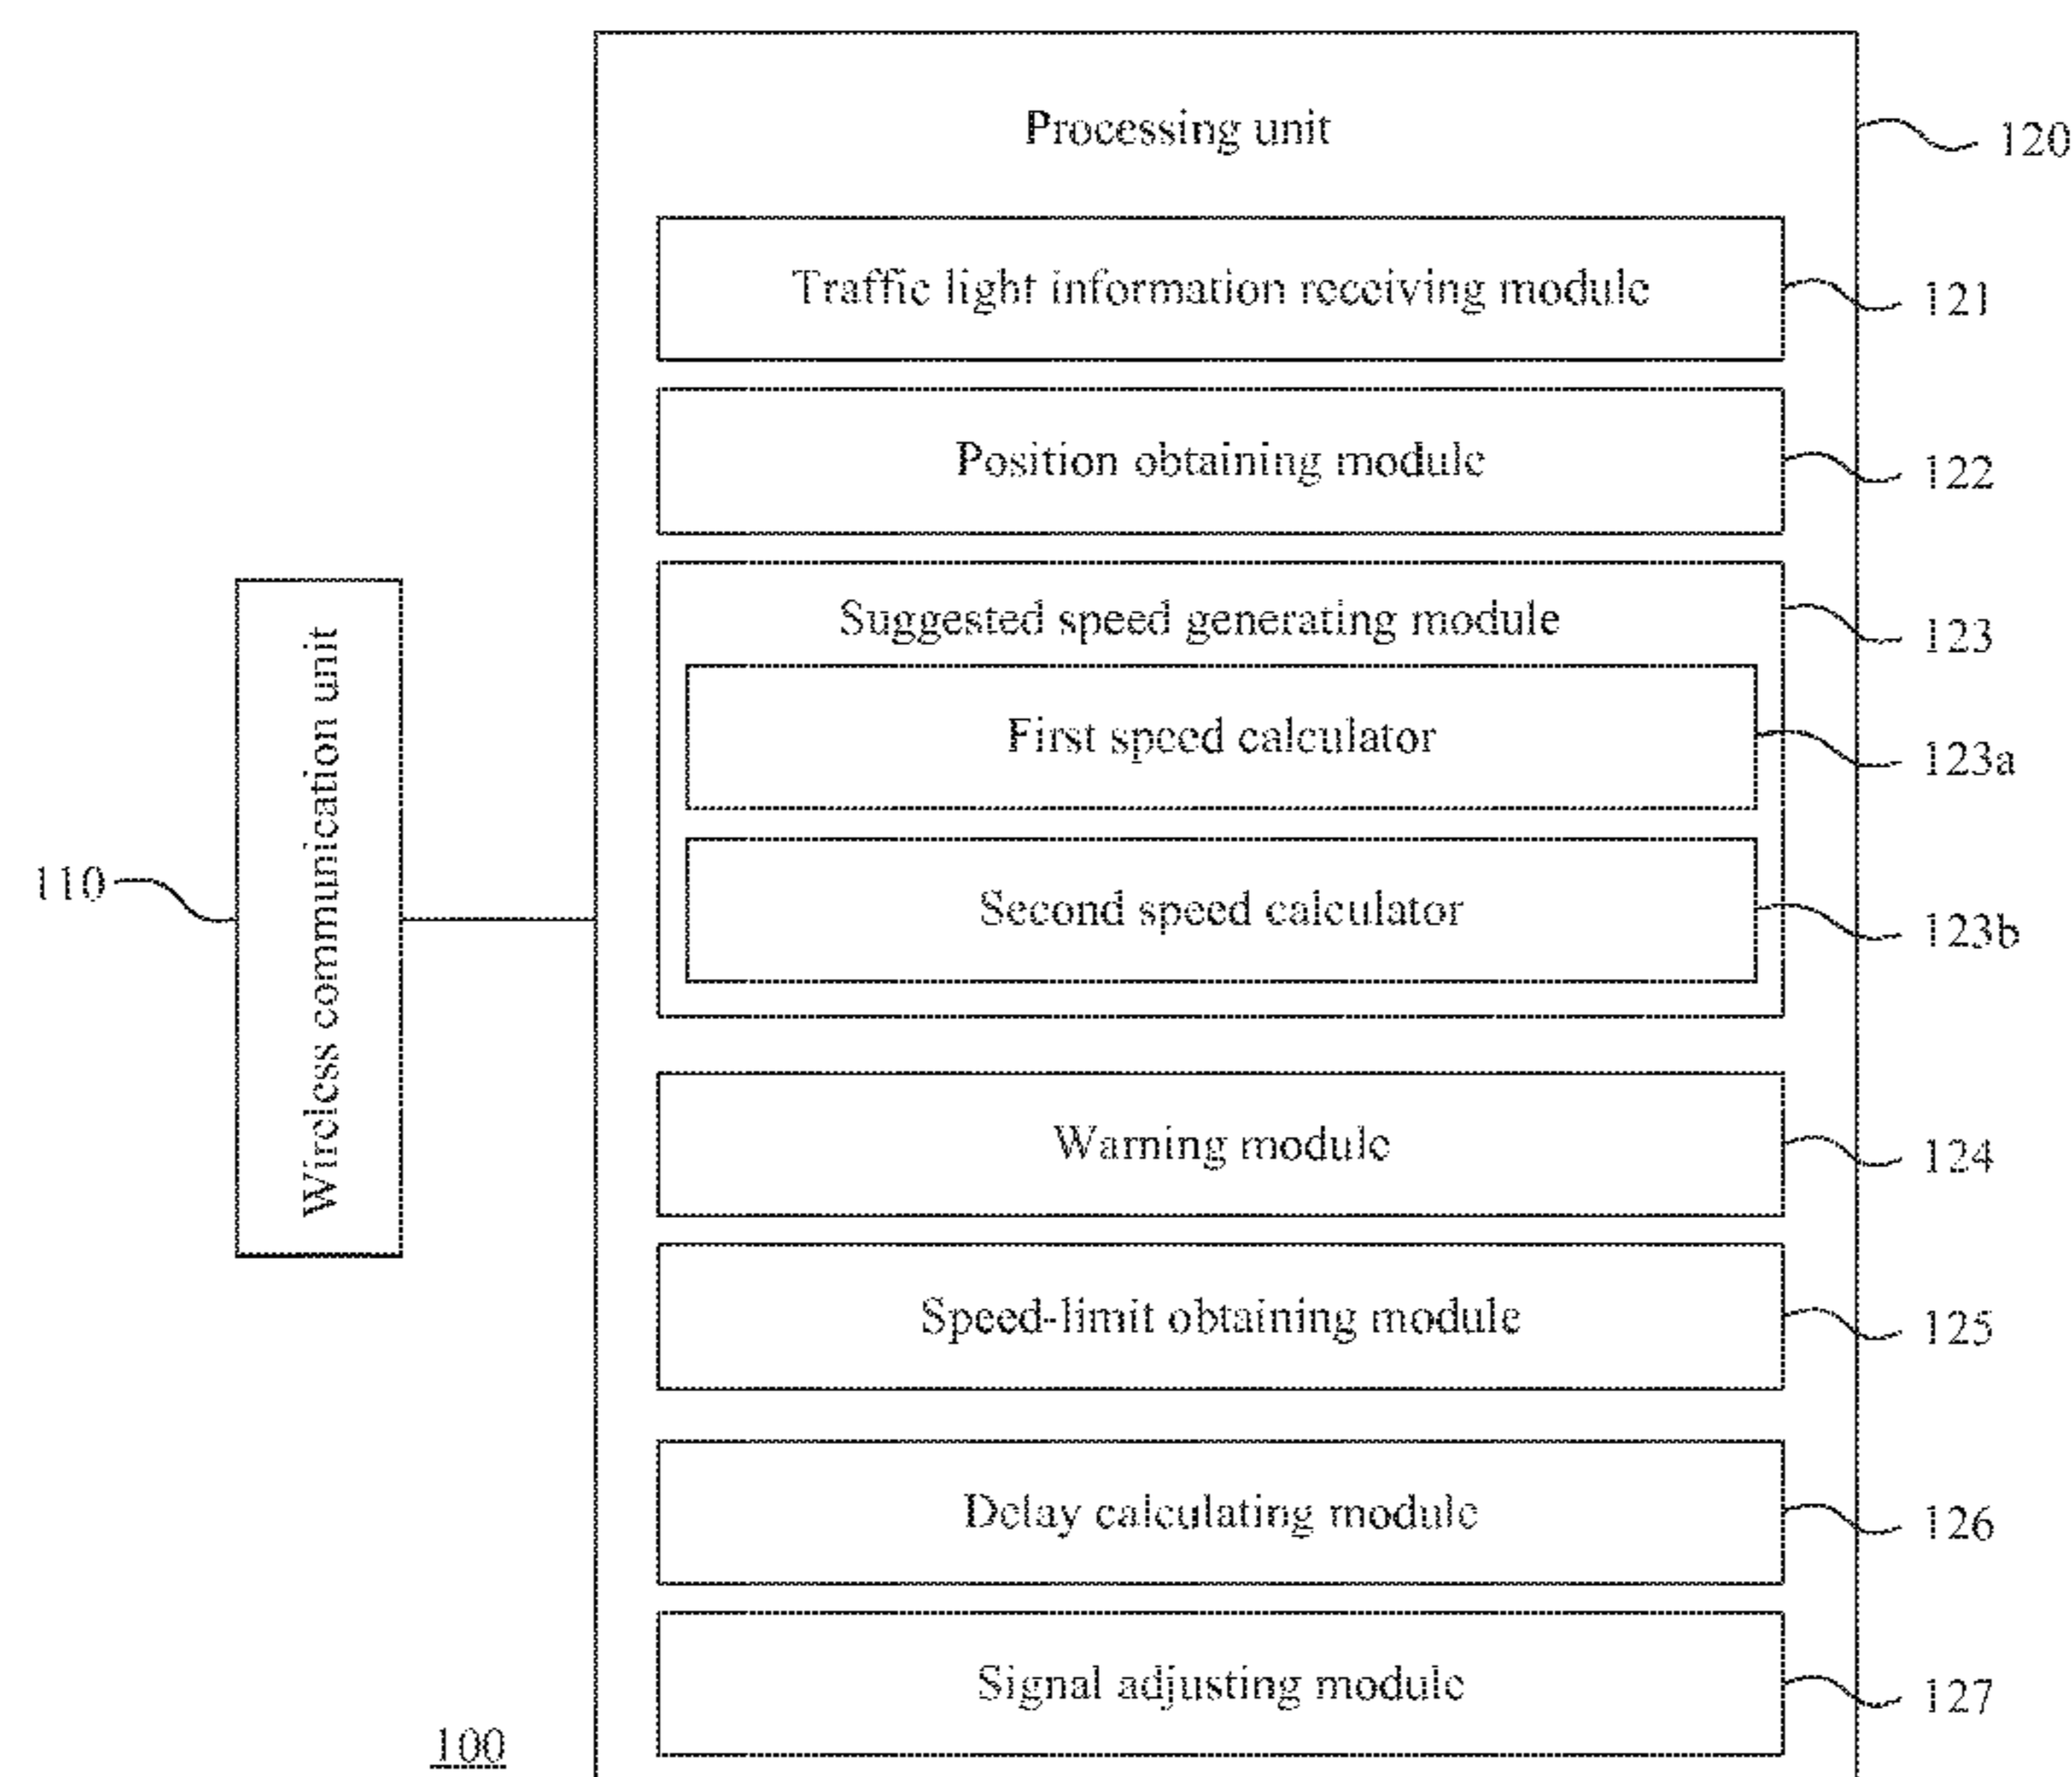 Processing unit
120
Traffic light information receiving module
121
Position obtaining module
122
Suggested speed generating module
123
First speed calculator
123a
Wireless communication unit
110
Second speed calculator
123b
Warning module
124
Speed-limit obtaining module
125
Delay calculating module
126
Signal adjusting module
127
100